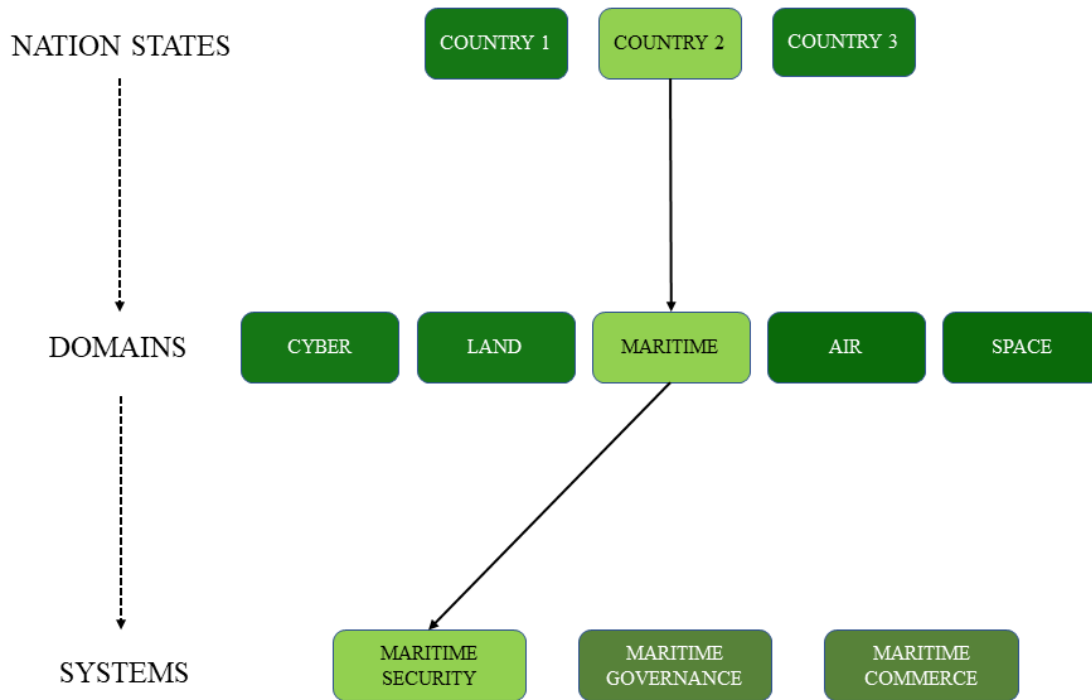 NATION STATES
COUNTRY 1
COUNTRY 2
COUNTRY 3
DOMAINS
CYBER
LAND
MARITIME
AIR
SPACE
SYSTEMS
MARITIME
SECURITY
MARITIME
GOVERNANCE
MARITIME
COMMERCE